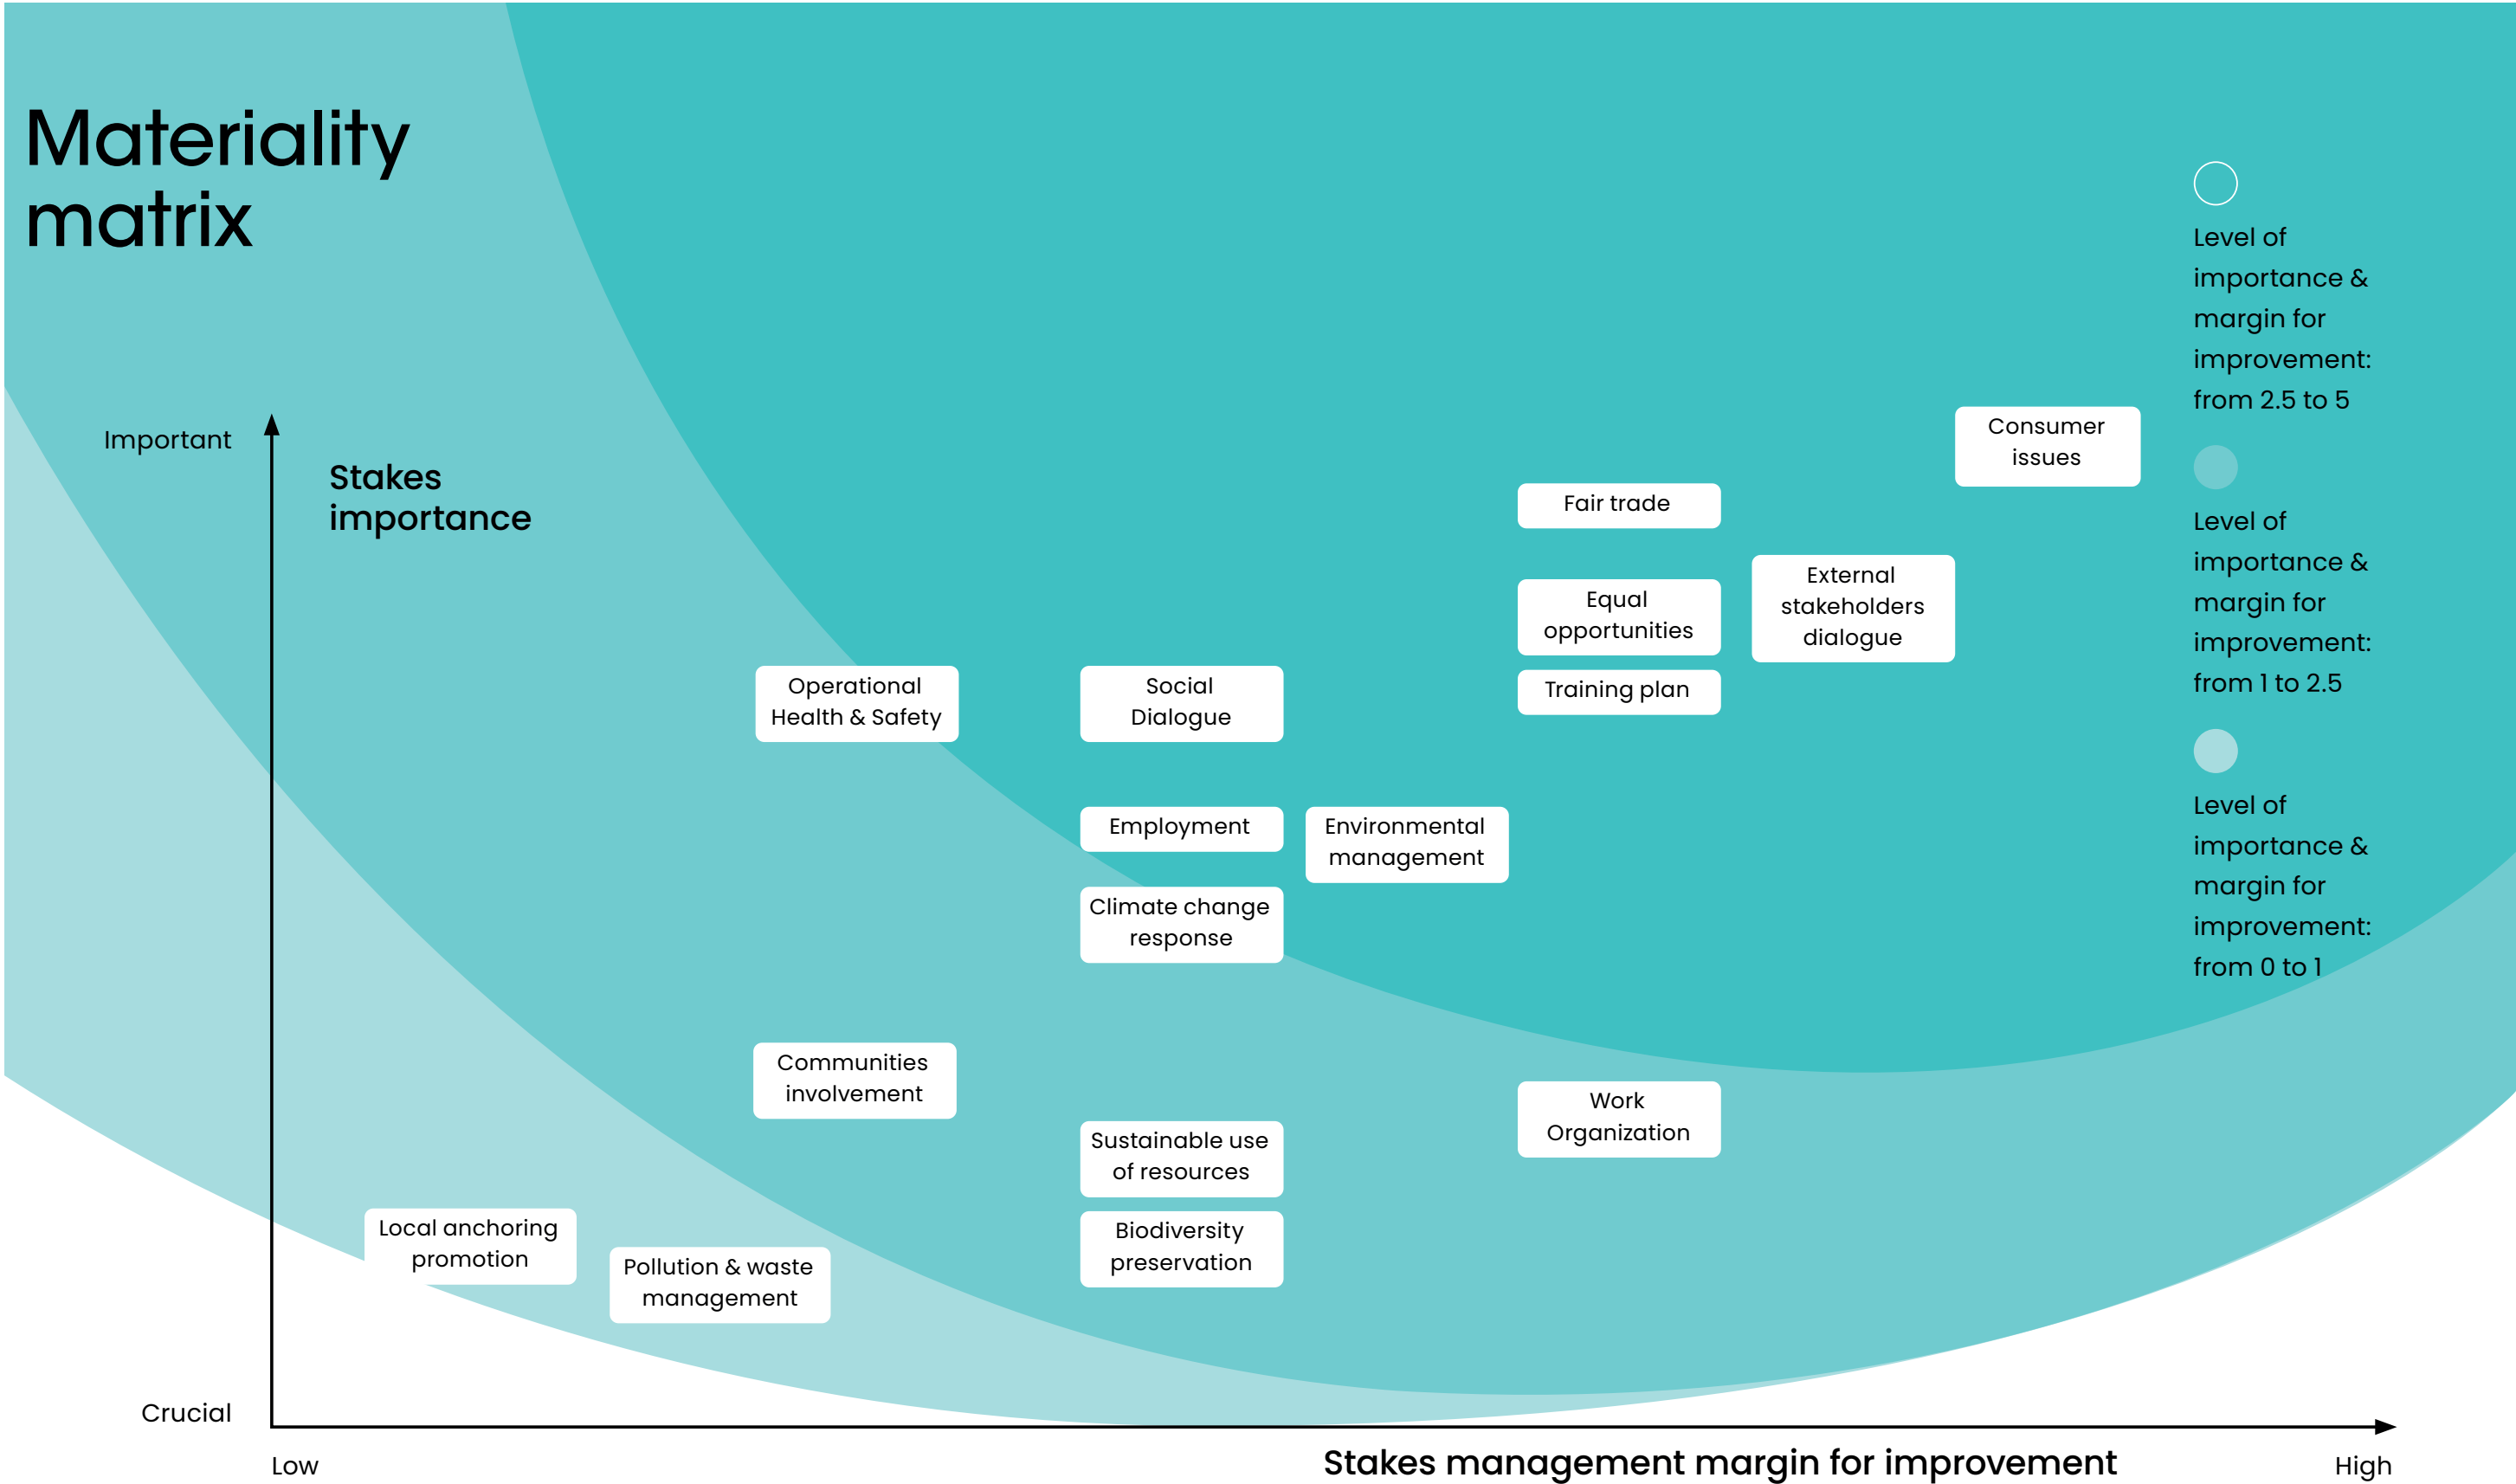 Materiality
matrix
Level of
importance &
margin for
improvement:
from 2.5 to 5
Important
Stakes
importance
Consumer
issues
Fair trade
Level of
importance &
margin for
improvement:
from 1 to 2.5
Equal
opportunities
External
stakeholders
dialogue
Operational
Health & Safety
Social
Dialogue
Training plan
Level of
importance &
margin for
improvement:
from 0 to 1
Employment
Environmental
management
Climate change
response
Communities
involvement
Work
Organization
Sustainable use
of resources
Local anchoring
promotion
Biodiversity
preservation
Pollution & waste
management
Crucial
Low
Stakes management margin for improvement
High